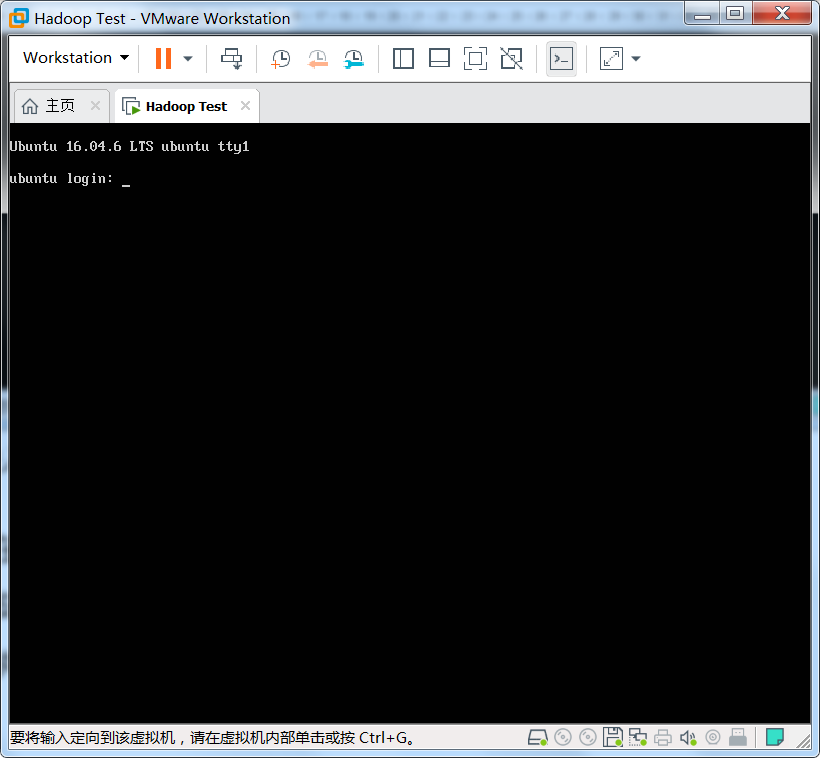 Hadoop Test - VMware Workstation
Workstation
主页
Hadoop Test
Ubuntu 16.04.6 LTS ubuntu tty1
ubuntu login: _
要将输入定向到该虚拟机，请在虚拟机内部单击或按 Ctrl+G。